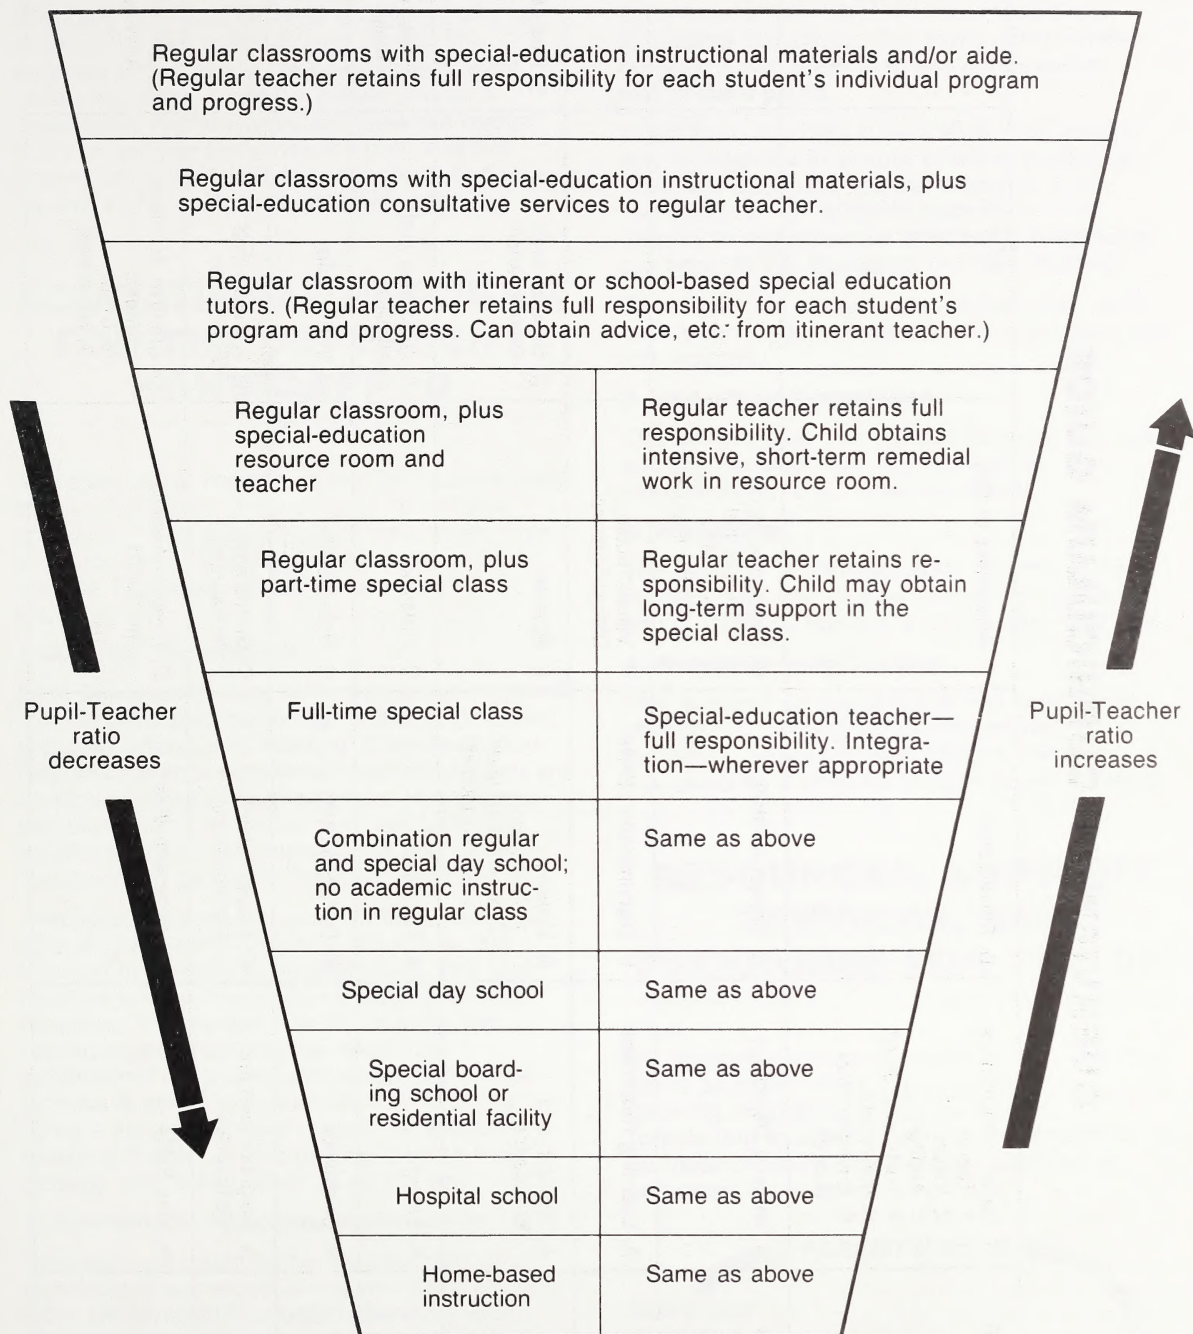 Regular classrooms with special-education instructional materials and/or aide.
(Regular teacher retains full responsibility for each student's individual program
and progress.)
Regular classrooms with special-education instructional materials, plus
special-education consultative services to regular teacher.
Regular classroom with itinerant or school-based special education
tutors. (Regular teacher retains full responsibility for each student's
program and progress. Can obtain advice, etc. from itinerant teacher.)
Regular classroom, plus
special-education
resource room and
teacher
Regular teacher retains full
responsibility. Child obtains
intensive, short-term remedial
work in resource room.
Regular classroom, plus
part-time special class
Regular teacher retains re-
sponsibility. Child may obtain
long-term support in the
special class.
Pupil-Teacher
ratio
decreases
Full-time special class
Special-education teacher—
full responsibility. Integra-
tion—wherever appropriate
Pupil-Teacher
ratio
increases
Combination regular
and special day school;
no academic instruc-
tion in regular class
Same as above
Special day school
Same as above
Special board-
ing school or
residential facility
Same as above
Hospital school
Same as above
Home-based
instruction
Same as above